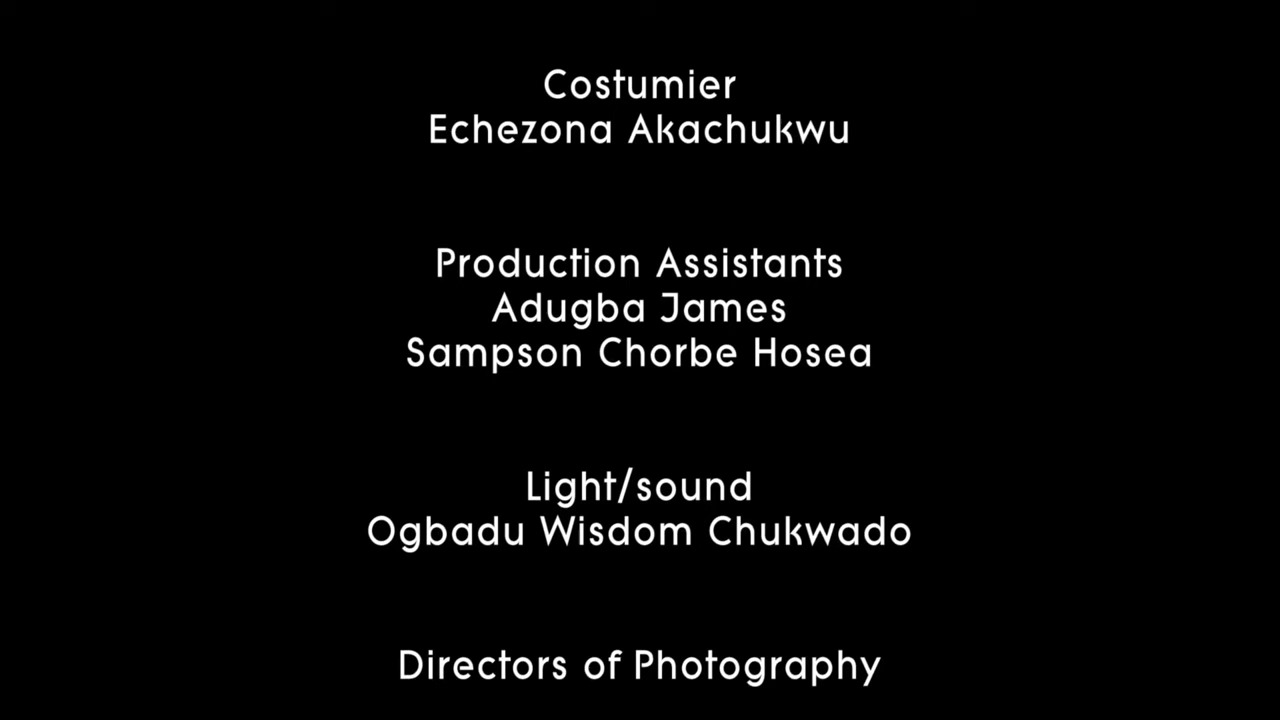 Costumier
Echezona Akachukwu
Production Assistants
Adugba James
Sampson Chorbe Hosea
Light/sound
Ogbadu Wisdom Chukwado
Directors of Photography